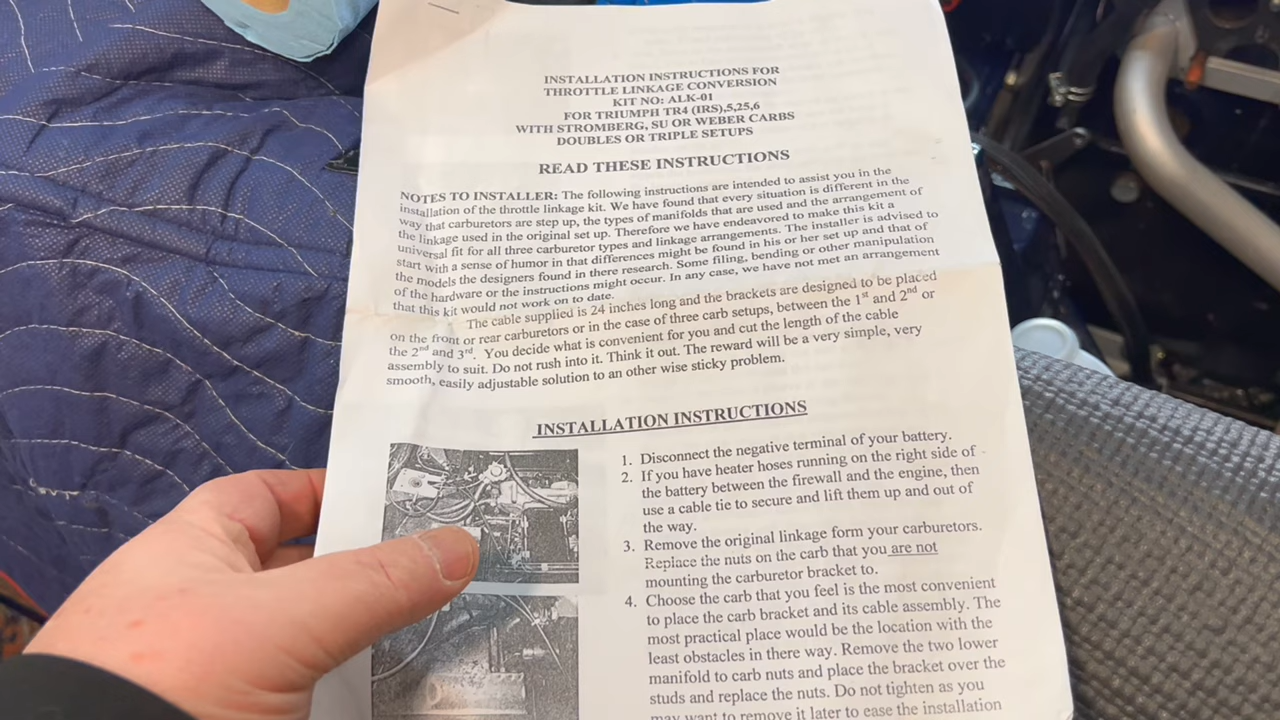 INSTALLATION INSTRUCTIONS FOR
THROTTLE LINKAGE CONVERSION
KIT NO: ALK-01
FOR TRIUMPH TR4 (IRS),5,25,6
WITH STROMBERG, SU OR WEBER CARBS
DOUBLES OR TRIPLE SETUPS
READ THESE INSTRUCTIONS
NOTES TO INSTALLER: The following instructions are intended to assist you in the
installation of the throttle linkage kit. We have found that every situation is different in the
way that carburetors are step up, the types of manifolds that are used and the arrangement of
the linkage used in the original set up. Therefore we have endeavored to make this kit a
universal fit for all three carburetor types and linkage arrangements. The installer is advised to
start with a sense of humor in that differences might be found in his or her set up and that of
the models the designers found in there research. Some filing, bending or other manipulation
of the hardware or the instructions might occur. In any case, we have not met an arrangement
that this kit would not work on to date.
The cable supplied is 24 inches long and the brackets are designed to be placed
on the front or rear carburetors or in the case of three carb setups, between the 1st and 2nd or
the 2nd and 3rd. You decide what is convenient for you and cut the length of the cable
assembly to suit. Do not rush into it. Think it out. The reward will be a very simple, very
smooth, easily adjustable solution to an other wise sticky problem.
INSTALLATION INSTRUCTIONS
1. Disconnect the negative terminal of your battery.
2. If you have heater hoses running on the right side of
the battery between the firewall and the engine, then
use a cable tie to secure and lift them up and out of
the way.
3. Remove the original linkage form your carburetors.
Replace the nuts on the carb that you are not
mounting the carburetor bracket to.
4. Choose the carb that you feel is the most convenient
to place the carb bracket and its cable assembly. The
most practical place would be the location with the
least obstacles in there way. Remove the two lower
manifold to carb nuts and place the bracket over the
studs and replace the nuts. Do not tighten as you
may want to remove it later to ease the installation